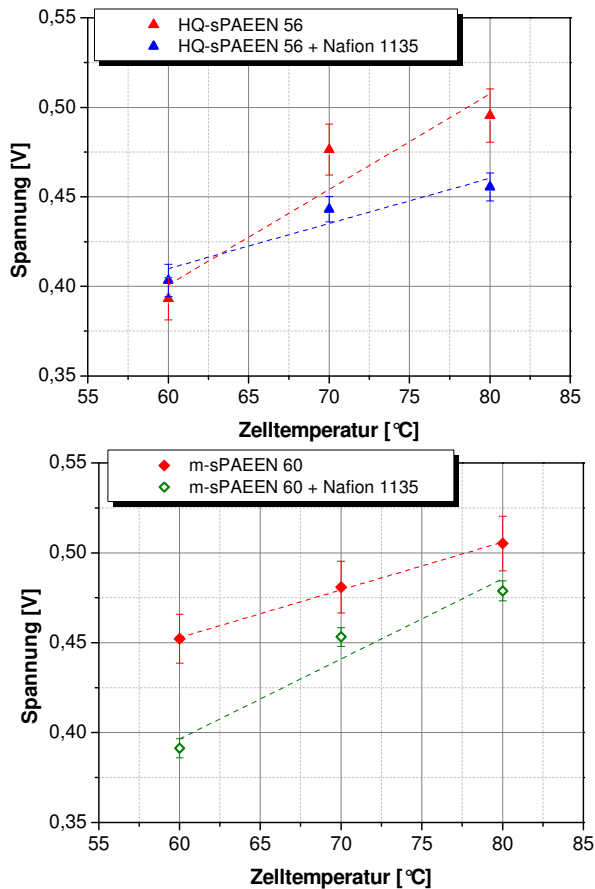 HQ-sPAEEN 56
HQ-sPAEEN 56 + Nafion 1135
0,55
0,50
0,45
0,40
0,35
Spannung [V]
55 60 65 70 75 80 85
Zelltemperatur [°C]
m-sPAEEN 60
m-sPAEEN 60 + Nafion 1135
0,55
0,50
0,45
0,40
0,35
Spannung [V]
55 60 65 70 75 80 85
Zelltemperatur [°C]